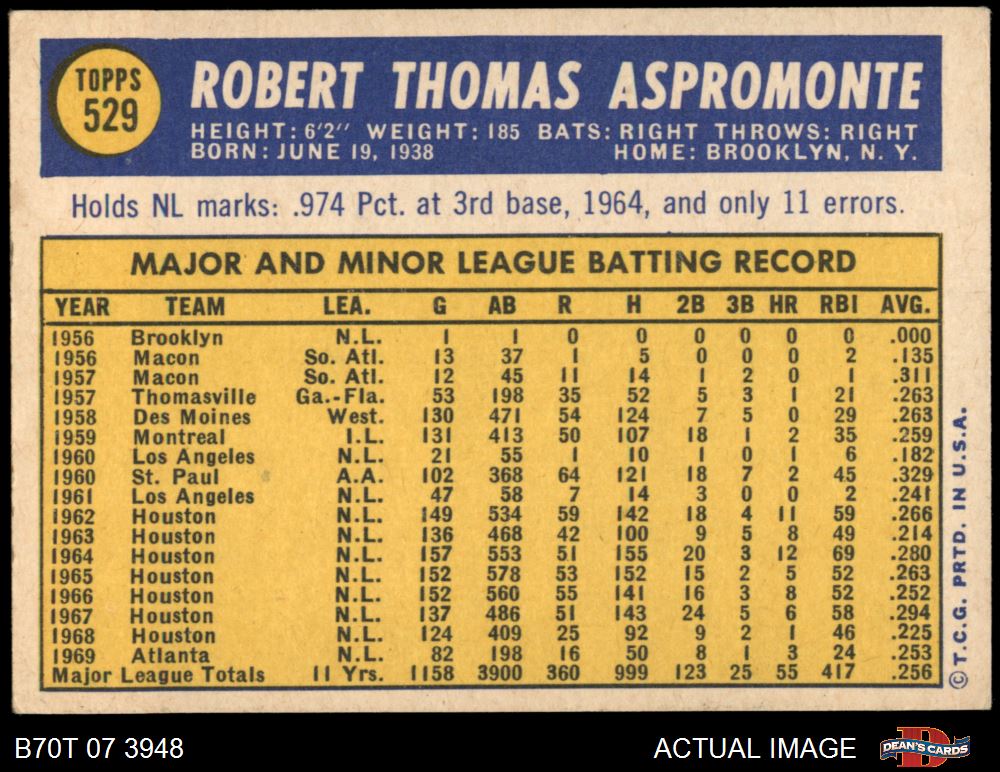 TOPPS
529
ROBERT THOMAS ASPROMONTE
HEIGHT: 6'2" WEIGHT: 185 BATS: RIGHT THROWS: RIGHT
BORN: JUNE 19, 1938 HOME: BROOKLYN, N. Y.
Holds NL marks: .974 Pct. at 3rd base, 1964, and only 11 errors.
MAJOR AND MINOR LEAGUE BATTING RECORD
YEAR TEAM LEA. G AB R H 2B 3B HR RBI AVG.
1956 Brooklyn N.L. 1 1 0 0 0 0 0 0 .000
1956 Macon So. Atl. 13 37 1 5 0 0 0 2 .135
1957 Macon So. Atl. 12 45 11 14 1 2 0 1 .311
1957 Thomasville Ga.-Fla. 53 198 35 52 5 3 1 21 .263
1958 Des Moines West. 130 471 54 124 7 5 0 29 .263
1959 Montreal I.L. 131 413 50 107 18 1 2 35 .259
1960 Los Angeles N.L. 21 55 1 10 1 0 1 6 .182
1960 St. Paul A.A. 102 368 64 121 18 7 2 45 .329
1961 Los Angeles N.L. 47 58 7 14 3 0 0 2 .241
1962 Houston N.L. 149 534 59 142 18 4 11 59 .266
1963 Houston N.L. 136 468 42 100 9 5 8 49 .214
1964 Houston N.L. 157 553 51 155 20 3 12 69 .280
1965 Houston N.L. 152 578 53 152 15 2 5 52 .263
1966 Houston N.L. 152 560 55 141 16 3 8 52 .252
1967 Houston N.L. 137 486 51 143 24 5 6 58 .294
1968 Houston N.L. 124 409 25 92 9 2 1 46 .225
1969 Atlanta N.L. 82 198 16 50 8 1 3 24 .253
Major League Totals 11 Yrs. 1158 3900 360 999 123 25 55 417 .256
© T.C.G. PRTD. IN U.S.A.
B70T 07 3948 ACTUAL IMAGE
DEAN'S CARDS